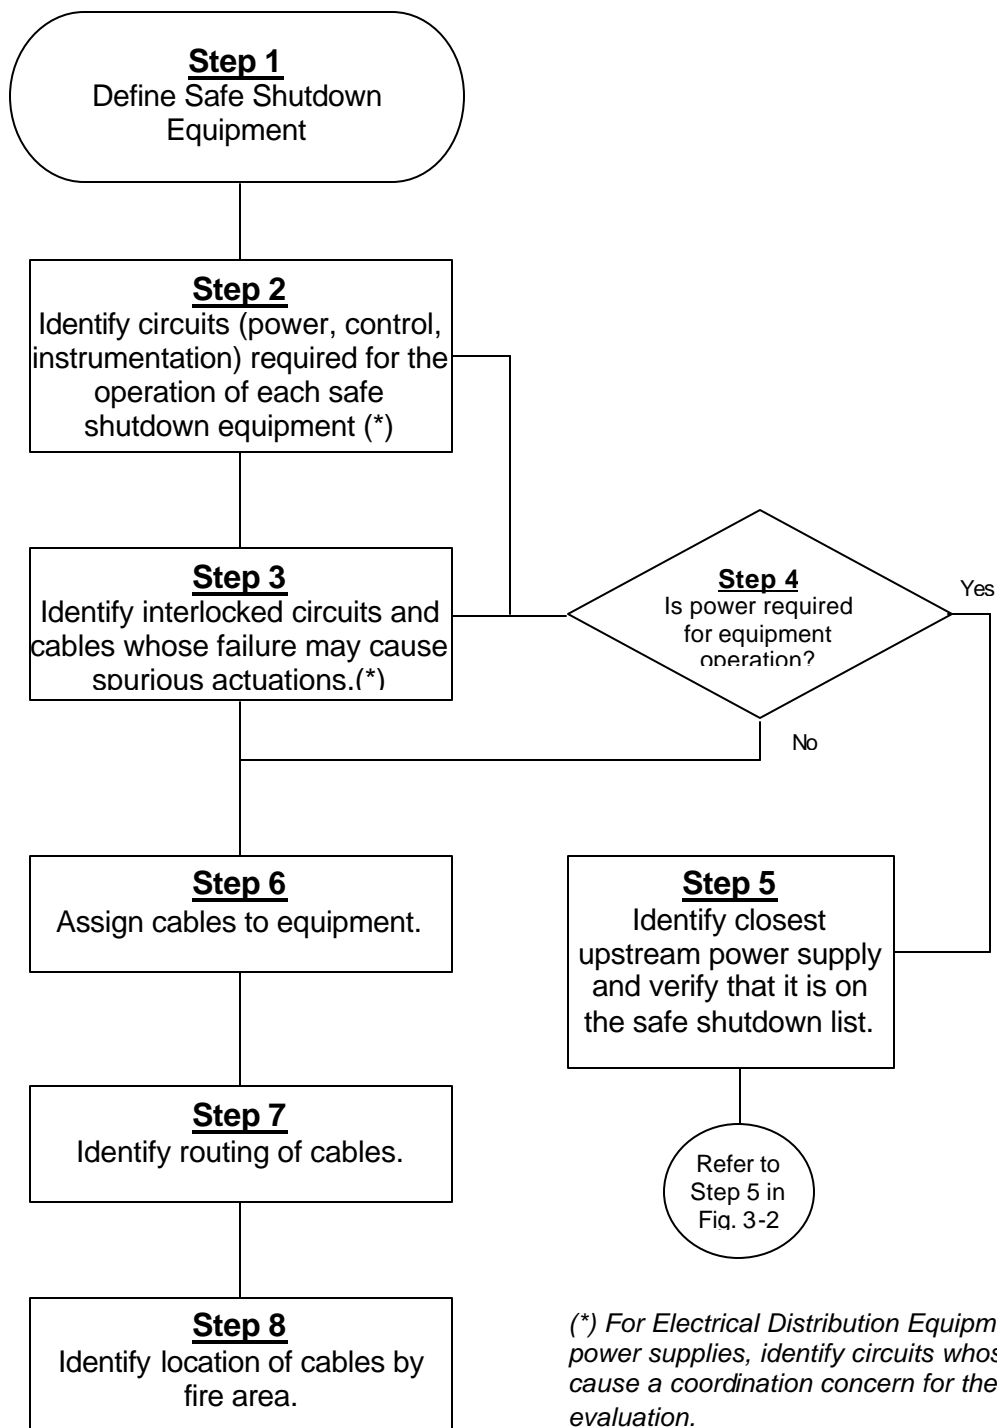 Step 1
Define Safe Shutdown
Equipment
Step 2
Identify circuits (power, control,
instrumentation) required for the
operation of each safe
shutdown equipment (*)
Step 3
Identify interlocked circuits and
cables whose failure may cause
spurious actuations.(*)
Step 4
Is power required
for equipment
operation?
Yes
No
Step 6
Assign cables to equipment.
Step 5
Identify closest
upstream power supply
and verify that it is on
the safe shutdown list.
Step 7
Identify routing of cables.
Refer to
Step 5 in
Fig. 3-2
Step 8
Identify location of cables by
fire area.
(*) For Electrical Distribution
power supplies, identify circuits
cause a coordination concern for the
evaluation.